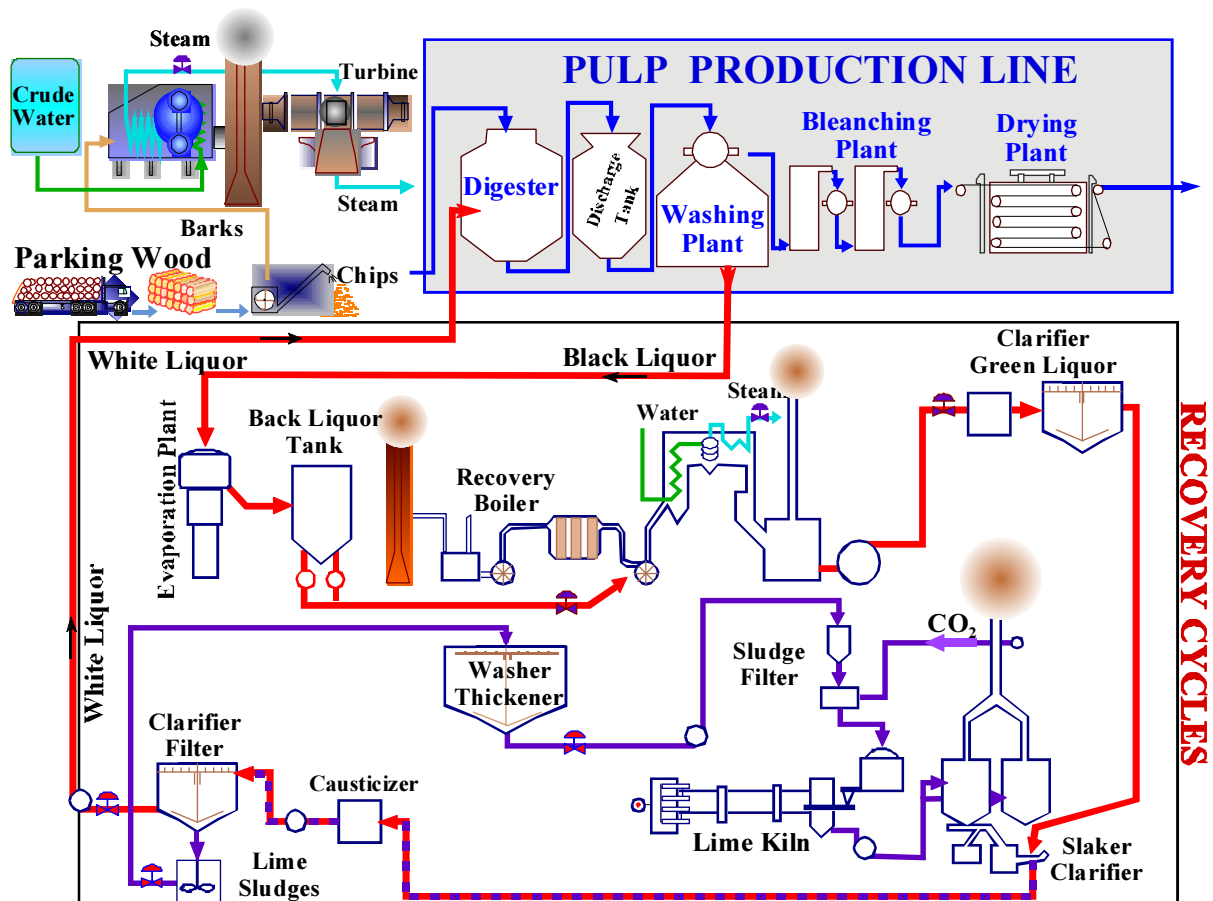 Steam
Crude
Water
Turbine
Steam
Barks
Parking Wood
Chips
PULP PRODUCTION LINE
Digester
Discharge
Tank
Washing
Plant
Bleanching
Plant
Drying
Plant
White Liquor
Black Liquor
Clarifier
Green Liquor
Evaporation Plant
Back Liquor
Tank
Recovery
Boiler
Water
Steam
RECOVERY CYCLES
White Liquor
Washer
Thickener
Sludge
Filter
CO₂
Clarifier
Filter
Causticizer
Lime Kiln
Lime
Sludges
Slaker
Clarifier